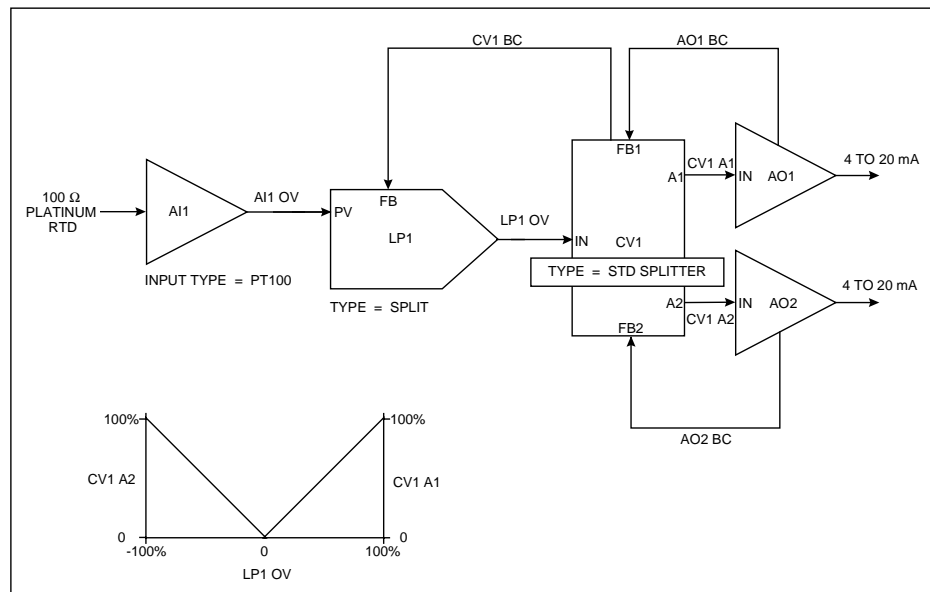 CV1 BC
AO1 BC
FB1
CV1 A1
4 TO 20 mA
A1
IN
AO1
100 Ω
PLATINUM
RTD
AI1
AI1 OV
PV
FB
LP1
LP1 OV
IN
CV1
TYPE = STD SPLITTER
INPUT TYPE = PT100
TYPE = SPLIT
A2
CV1 A2
IN
AO2
4 TO 20 mA
FB2
AO2 BC
100%
100%
CV1 A2
CV1 A1
0
0
-100%
0
100%
LP1 OV